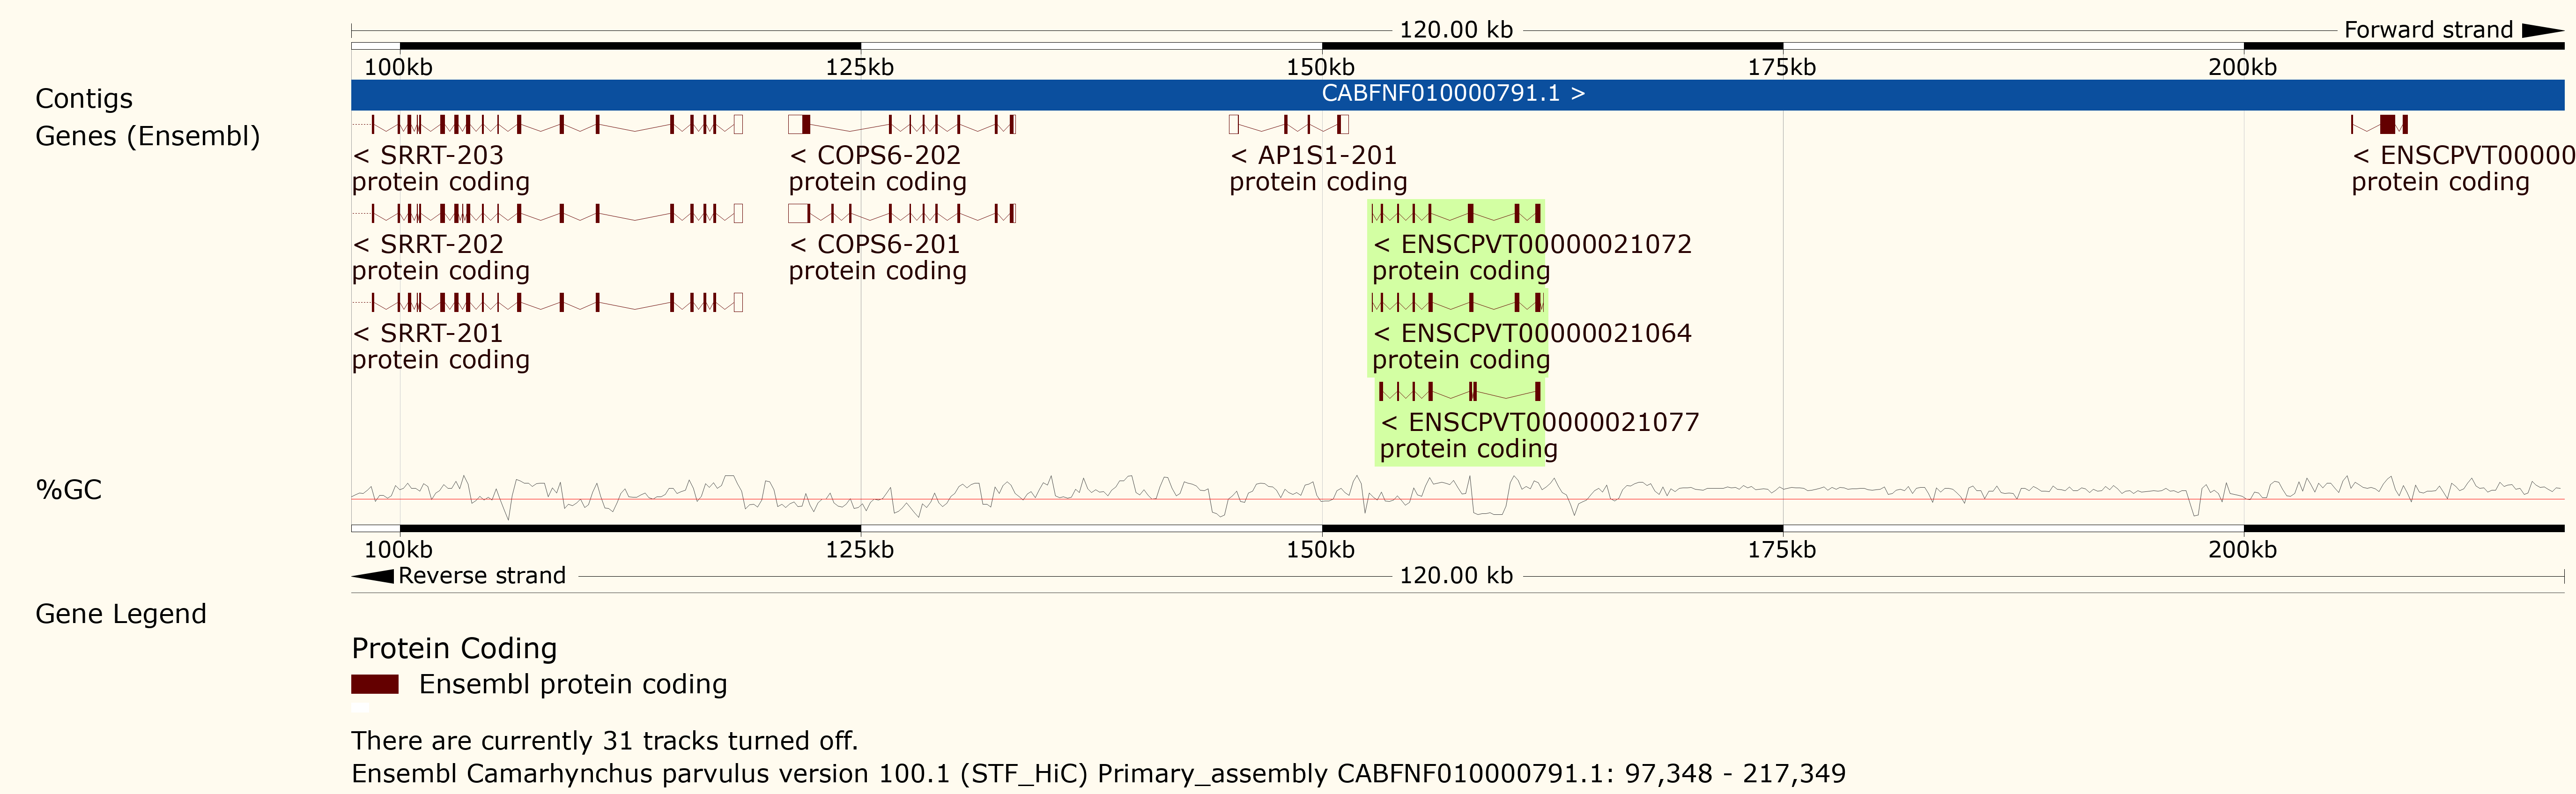 120.00 kb Forward strand
100kb 125kb 150kb 175kb 200kb
Contigs CABFNF010000791.1 >
Genes (Ensembl)
< SRRT-203 < COPS6-202 < AP1S1-201 < ENSCPVT00000
protein coding protein coding protein coding protein coding
< SRRT-202 < COPS6-201 < ENSCPVT00000021072
protein coding protein coding protein coding
< SRRT-201 < ENSCPVT00000021064
protein coding protein coding
< ENSCPVT00000021077
protein coding
%GC
100kb 125kb 150kb 175kb 200kb
Reverse strand 120.00 kb
Gene Legend
Protein Coding
Ensembl protein coding
There are currently 31 tracks turned off.
Ensembl Camarhynchus parvulus version 100.1 (STF_HiC) Primary_assembly CABFNF010000791.1: 97,348 - 217,349